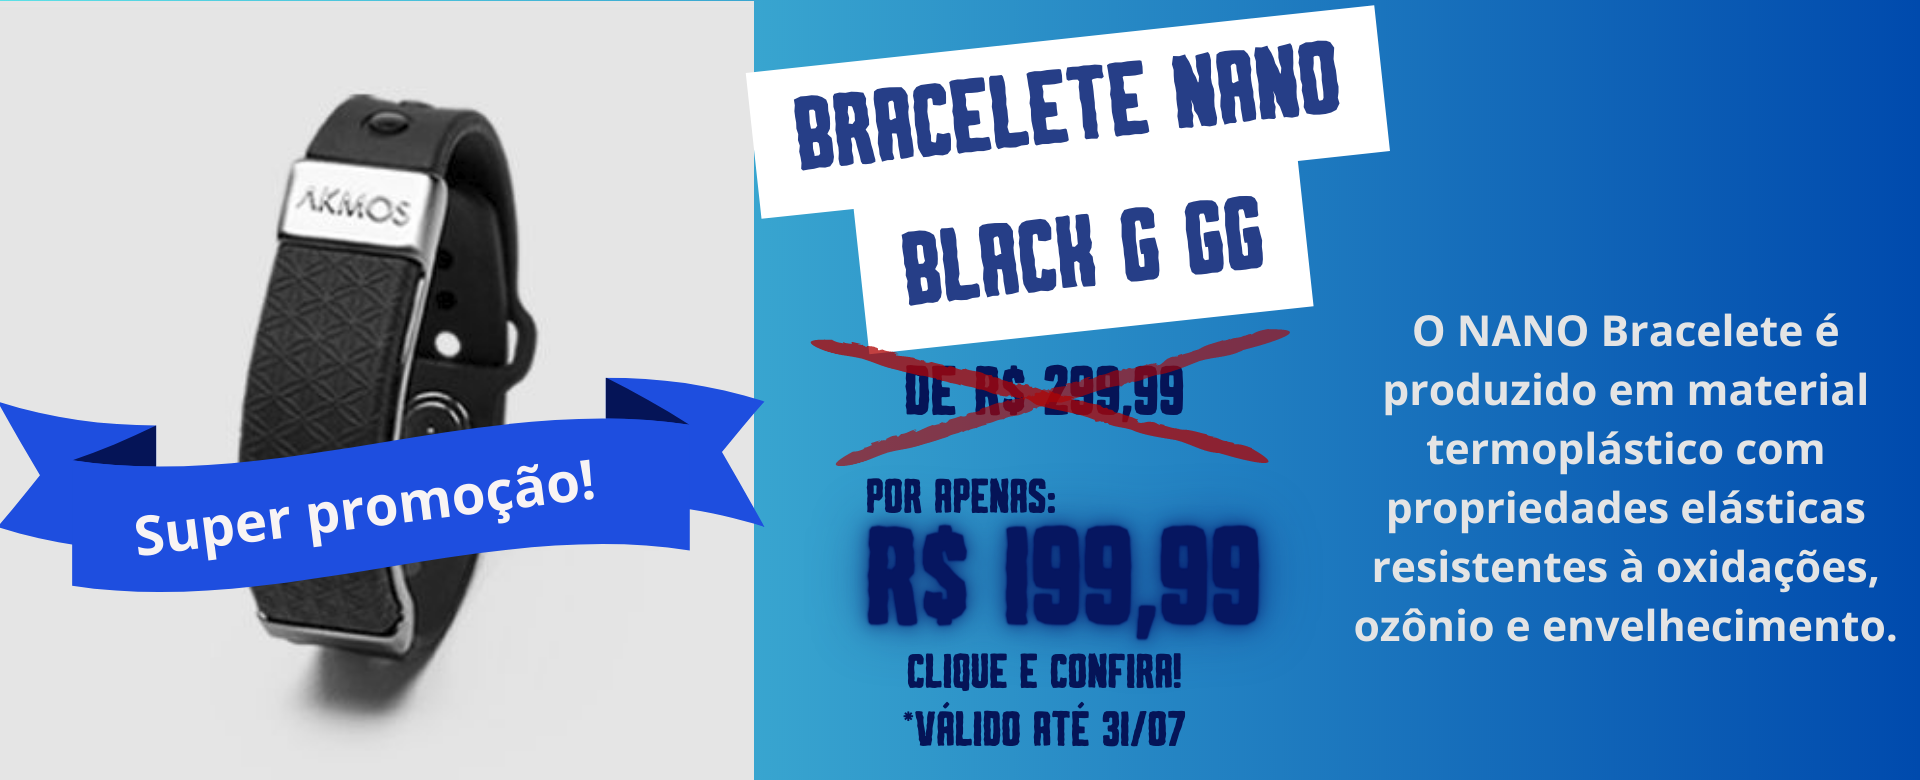 AKMOS
Super promoção!
BRACELETE NANO
BLACK G GG
DE R$ 299,99
POR APENAS:
R$ 199,99
CLIQUE E CONFIRA!
*VÁLIDO ATÉ 31/07
O NANO Bracelete é
produzido em material
termoplástico com
propriedades elásticas
resistentes à oxidações,
ozônio e envelhecimento.